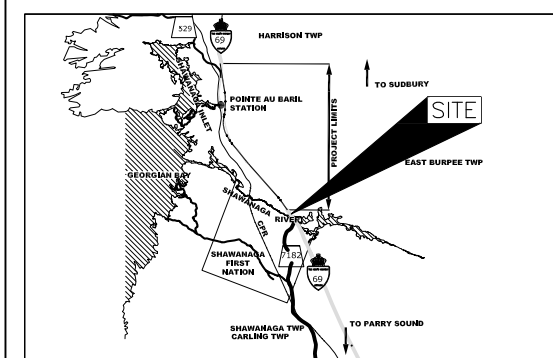 529
69
HARRISON TWP
TO SUDBURY
SHAWANAGA INLET
POINTE AU BARIL
STATION
PROJECT LIMITS
SITE
EAST BURPEE TWP
GEORGIAN BAY
SHAWANAGA
RIVER
CPR
SHAWANAGA
FIRST
NATION
7182
69
SHAWANAGA TWP
CARLING TWP
TO PARRY SOUND